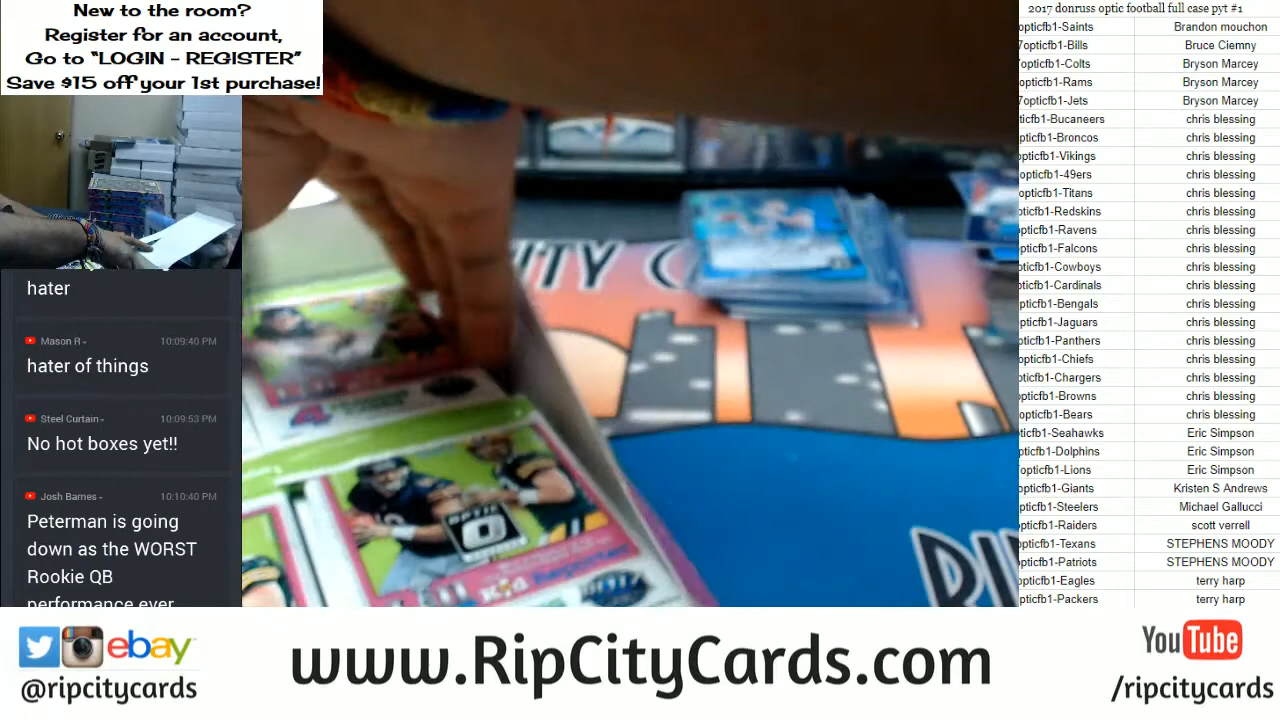 New to the room?
Register for an account,
Go to "LOGIN - REGISTER"
Save $15 off your 1st purchase!
hater
Mason R
10:09:40 PM
hater of things
Steel Curtain
10:09:53 PM
No hot boxes yet!!
Josh Barnes
10:10:40 PM
Peterman is going
down as the WORST
Rookie QB
performance ever
ITY C
OPTIC
RI
2017 donruss optic football full case pyt #1
opticfb1-Saints Brandon mouchon
7opticfb1-Bills Bruce Ciemny
7opticfb1-Colts Bryson Marcey
opticfb1-Rams Bryson Marcey
7opticfb1-Jets Bryson Marcey
opticfb1-Bucaneers chris blessing
opticfb1-Broncos chris blessing
opticfb1-Vikings chris blessing
opticfb1-49ers chris blessing
opticfb1-Titans chris blessing
opticfb1-Redskins chris blessing
opticfb1-Ravens chris blessing
opticfb1-Falcons chris blessing
opticfb1-Cowboys chris blessing
opticfb1-Cardinals chris blessing
opticfb1-Bengals chris blessing
opticfb1-Jaguars chris blessing
opticfb1-Panthers chris blessing
opticfb1-Chiefs chris blessing
opticfb1-Chargers chris blessing
opticfb1-Browns chris blessing
opticfb1-Bears chris blessing
opticfb1-Seahawks Eric Simpson
opticfb1-Dolphins Eric Simpson
opticfb1-Lions Eric Simpson
opticfb1-Giants Kristen S Andrews
opticfb1-Steelers Michael Gallucci
opticfb1-Raiders scott verrell
opticfb1-Texans STEPHENS MOODY
opticfb1-Patriots STEPHENS MOODY
opticfb1-Eagles terry harp
opticfb1-Packers terry harp
ebay
@ripcitycards
www.RipCityCards.com
YouTube
/ripcitycards